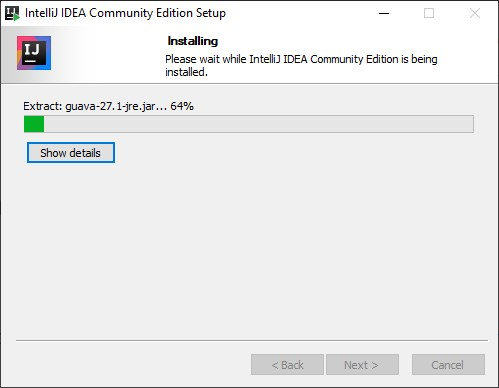 IntelliJ IDEA Community Edition Setup
IJ
Installing
Please wait while IntelliJ IDEA Community Edition is being
installed.
Extract: guava-27.1-jre.jar... 64%
Show details
< Back
Next >
Cancel